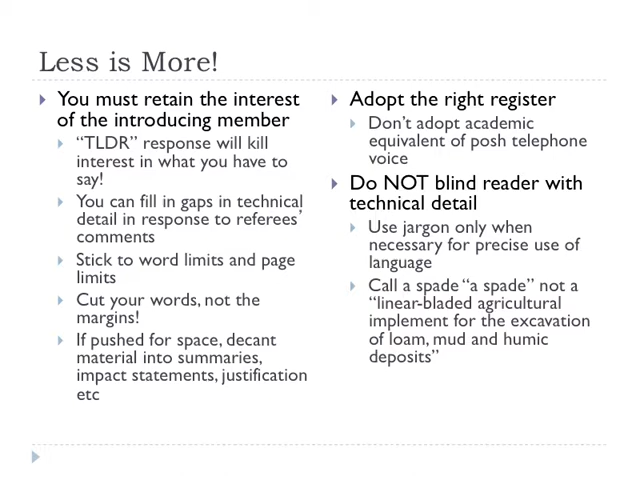 Less is More!
You must retain the interest
of the introducing member
“TLDR” response will kill
interest in what you have to
say!
You can fill in gaps in technical
detail in response to referees’
comments
Stick to word limits and page
limits
Cut your words, not the
margins!
If pushed for space, decant
material into summaries,
impact statements, justification
etc
Adopt the right register
Don’t adopt academic
equivalent of posh telephone
voice
Do NOT blind reader with
technical detail
Use jargon only when
necessary for precise use of
language
Call a spade “a spade” not a
“linear-bladed agricultural
implement for the excavation
of loam, mud and humic
deposits”